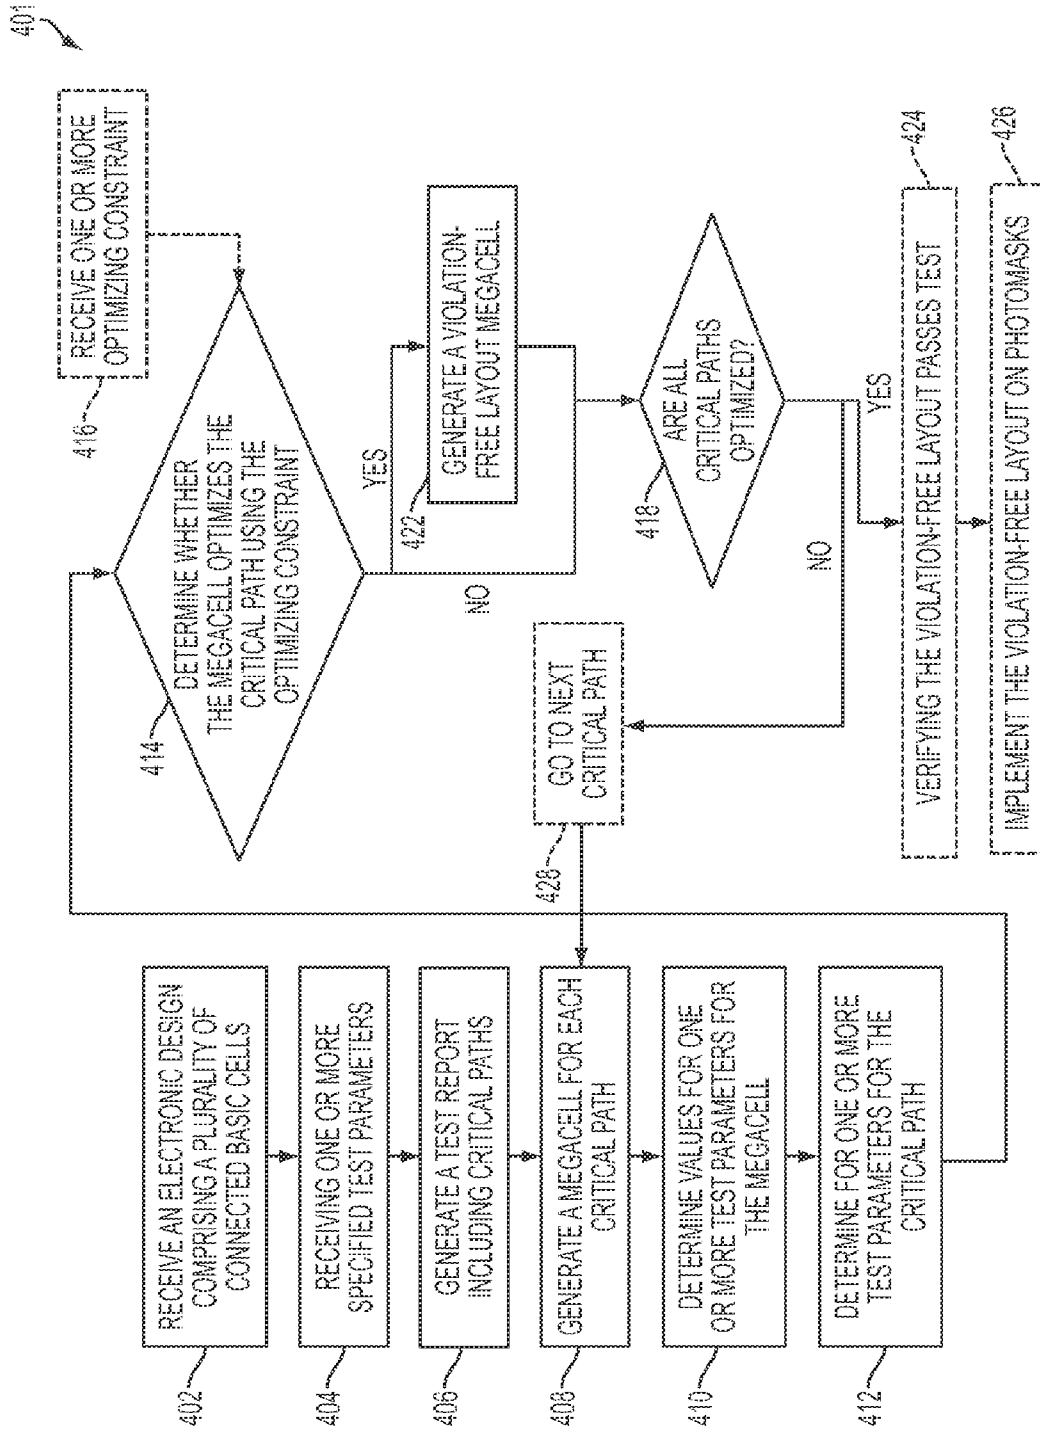 401
402
RECEIVE AN ELECTRONIC DESIGN
COMPRISING A PLURALITY OF
CONNECTED BASIC CELLS
404
RECEIVING ONE OR MORE
SPECIFIED TEST PARAMETERS
406
GENERATE A TEST REPORT
INCLUDING CRITICAL PATHS
408
GENERATE A MEGACELL FOR EACH
CRITICAL PATH
410
DETERMINE VALUES FOR ONE
OR MORE TEST PARAMETERS FOR
THE MEGACELL
412
DETERMINE FOR ONE OR MORE
TEST PARAMETERS FOR THE
CRITICAL PATH
414
DETERMINE WHETHER
THE MEGACELL OPTIMIZES THE
CRITICAL PATH USING THE
OPTIMIZING CONSTRAINT
416
RECEIVE ONE OR MORE
OPTIMIZING CONSTRAINT
YES
NO
422
GENERATE A VIOLATION-
FREE LAYOUT MEGACELL
418
ARE ALL
CRITICAL PATHS
OPTIMIZED?
NO
YES
428
GO TO NEXT
CRITICAL PATH
424
VERIFYING THE VIOLATION-FREE LAYOUT PASSES TEST
426
IMPLEMENT THE VIOLATION-FREE LAYOUT ON PHOTOMASKS